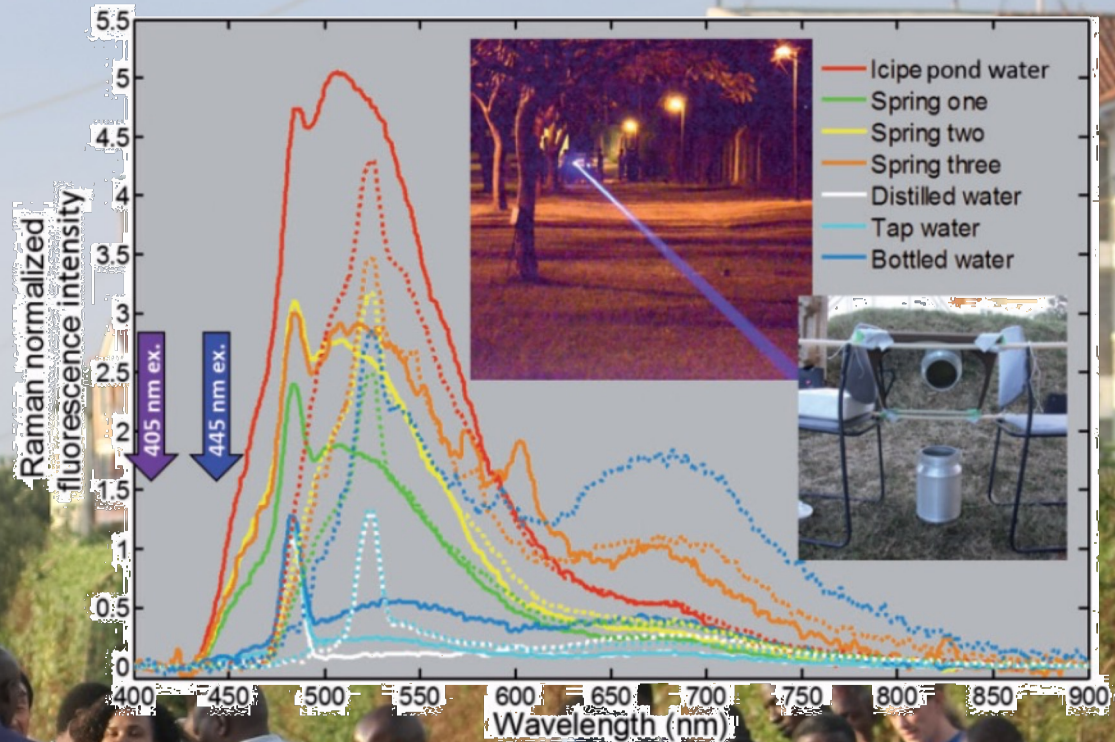 5.5
5
4.5
4
3.5
3
2.5
2
1.5
1
0.5
0
Raman normalized
fluorescence intensity
405 nm ex.
445 nm ex.
Icipe pond water
Spring one
Spring two
Spring three
Distilled water
Tap water
Bottled water
400 450 500 550 600 650 700 750 800 850 900
Wavelength (nm)